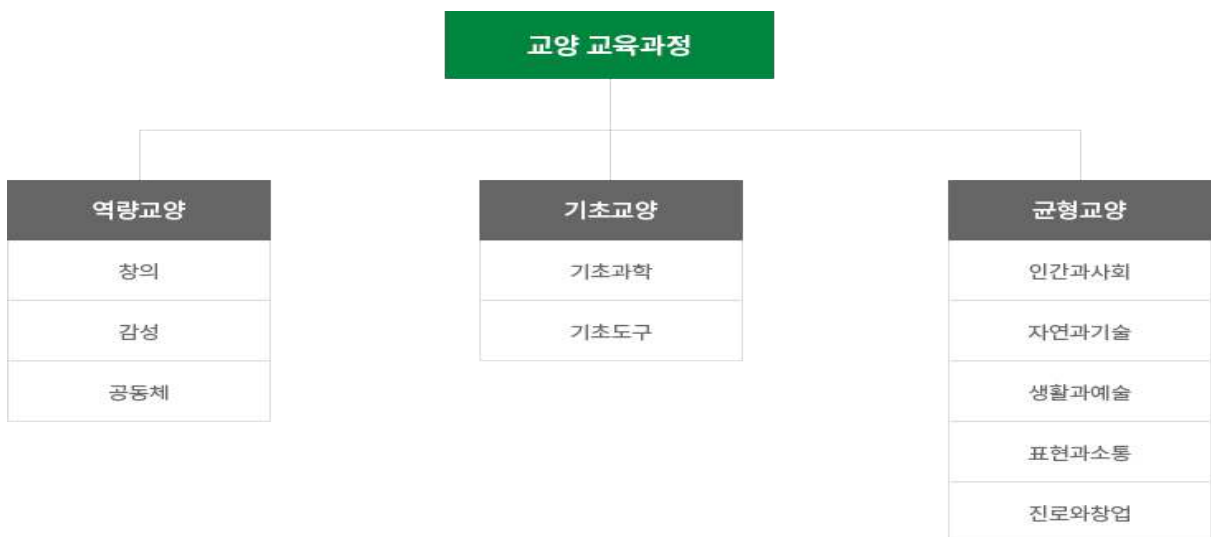 교양 교육과정
역량교양
창의
감성
공동체
기초교양
기초과학
기초도구
균형교양
인간과사회
자연과기술
생활과예술
표현과소통
진로와창업